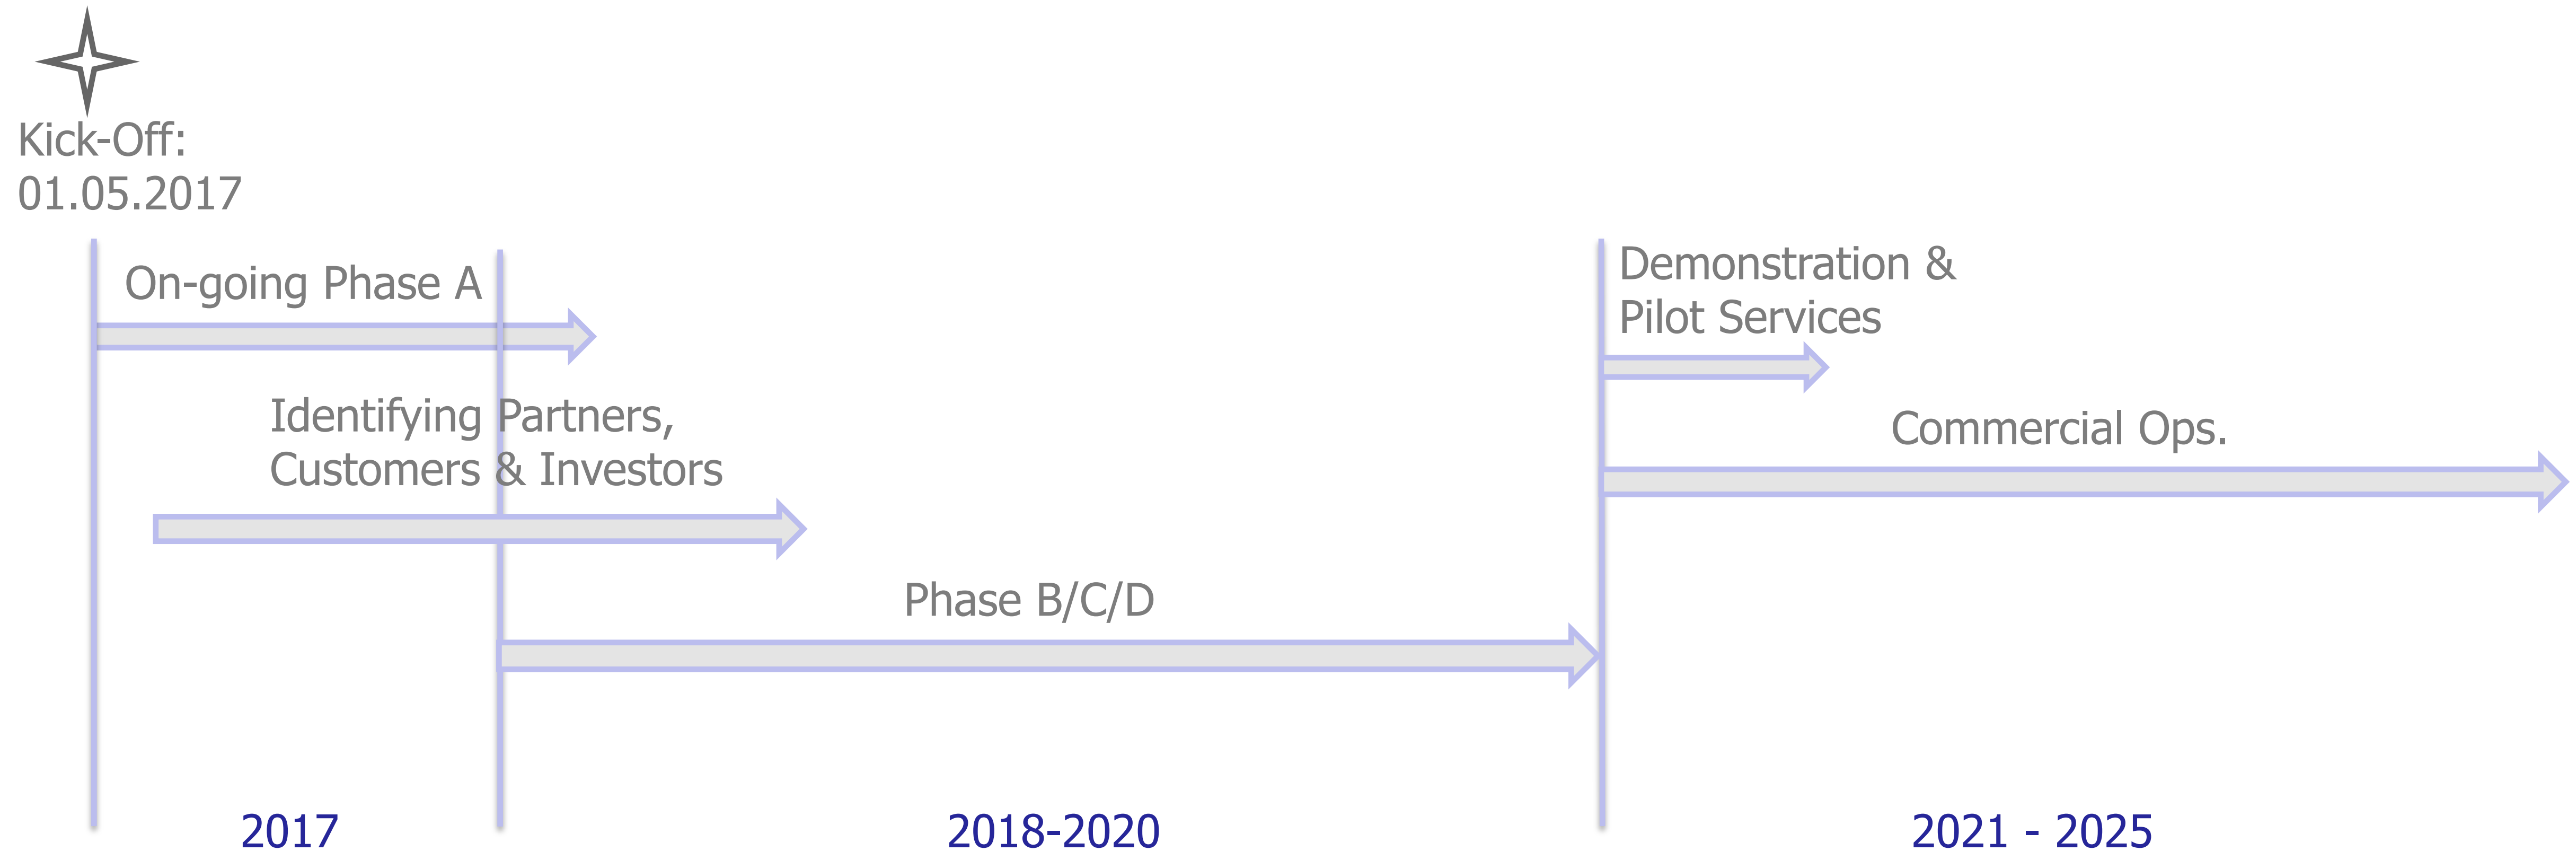 Kick-Off:
01.05.2017
On-going Phase A
Identifying Partners,
Customers & Investors
Phase B/C/D
Demonstration &
Pilot Services
Commercial Ops.
2017
2018-2020
2021 - 2025